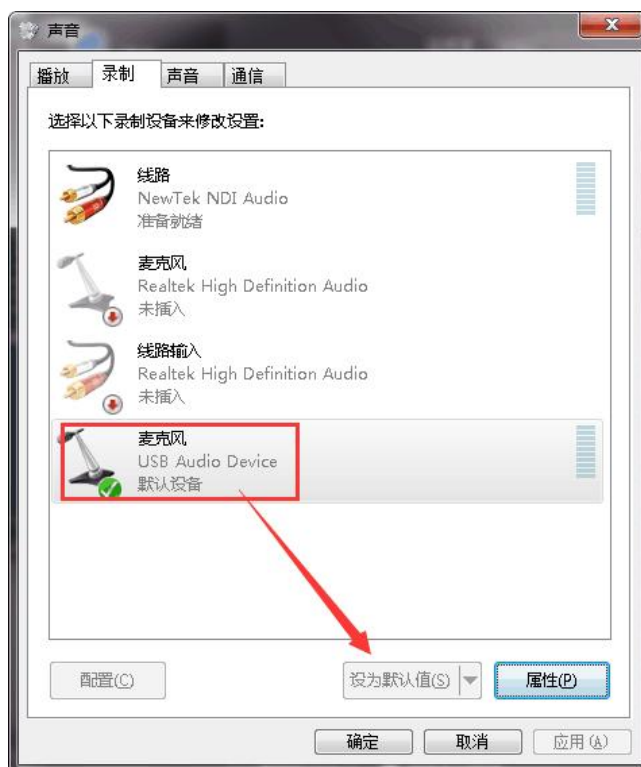 声音
播放
录制
声音
通信
选择以下录制设备来修改设置:
线路
NewTek NDI Audio
准备就绪
麦克风
Realtek High Definition Audio
未插入
线路输入
Realtek High Definition Audio
未插入
麦克风
USB Audio Device
默认设备
配置(C)
设为默认值(S)
属性(P)
确定
取消
应用(A)